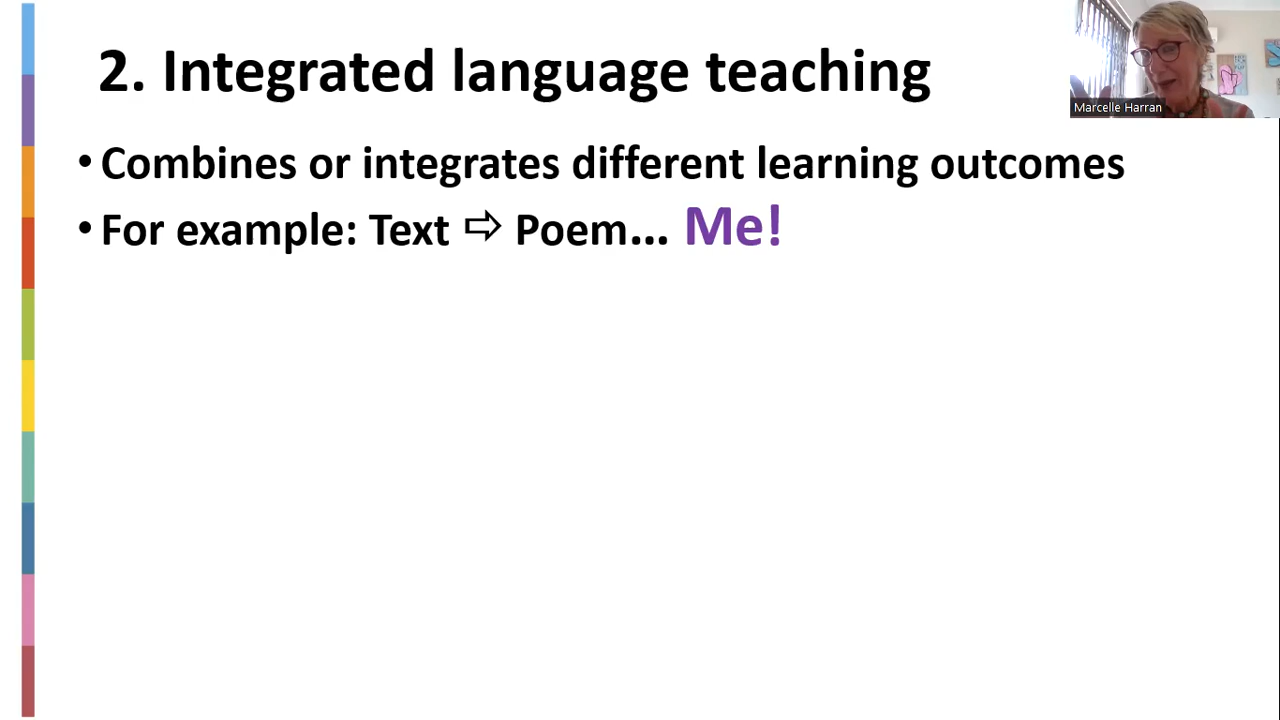 2. Integrated language teaching
Marcelle Harran
• Combines or integrates different learning outcomes
• For example: Text ⇨ Poem... Me!